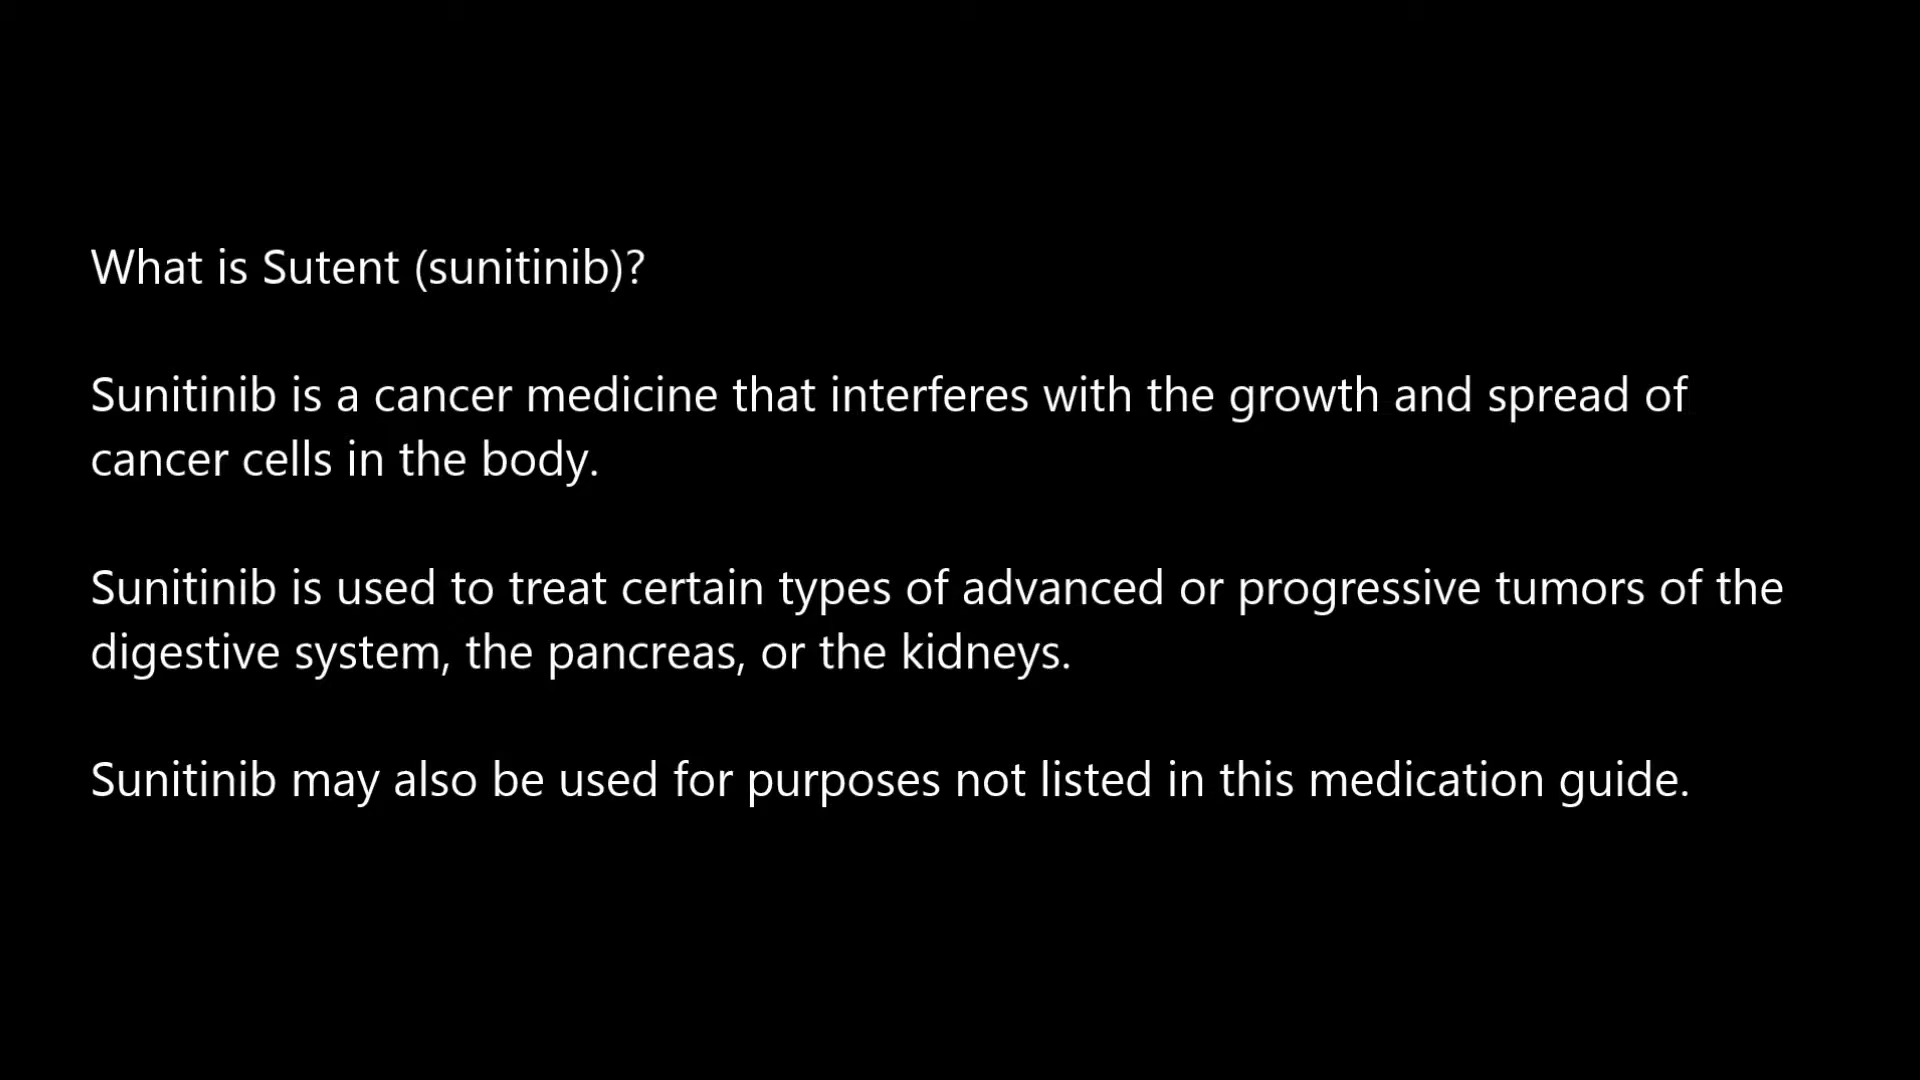 What is Sutent (sunitinib)?
Sunitinib is a cancer medicine that interferes with the growth and spread of
cancer cells in the body.
Sunitinib is used to treat certain types of advanced or progressive tumors of the
digestive system, the pancreas, or the kidneys.
Sunitinib may also be used for purposes not listed in this medication guide.